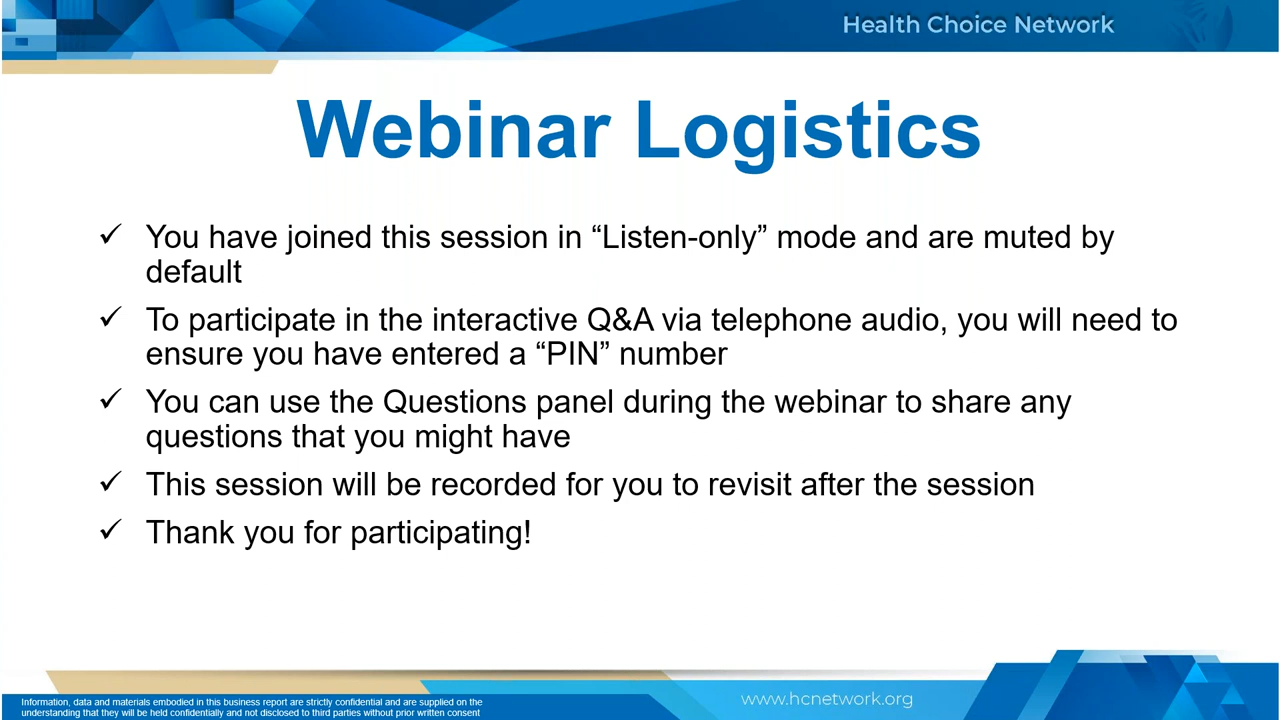 Health Choice Network
Webinar Logistics
✓ You have joined this session in “Listen-only” mode and are muted by
default
✓ To participate in the interactive Q&A via telephone audio, you will need to
ensure you have entered a “PIN” number
✓ You can use the Questions panel during the webinar to share any
questions that you might have
✓ This session will be recorded for you to revisit after the session
✓ Thank you for participating!
Information, data and materials embodied in this business report are strictly confidential and are supplied on the
understanding that they will be held confidentially and not disclosed to third parties without prior written consent
www.hcnetwork.org